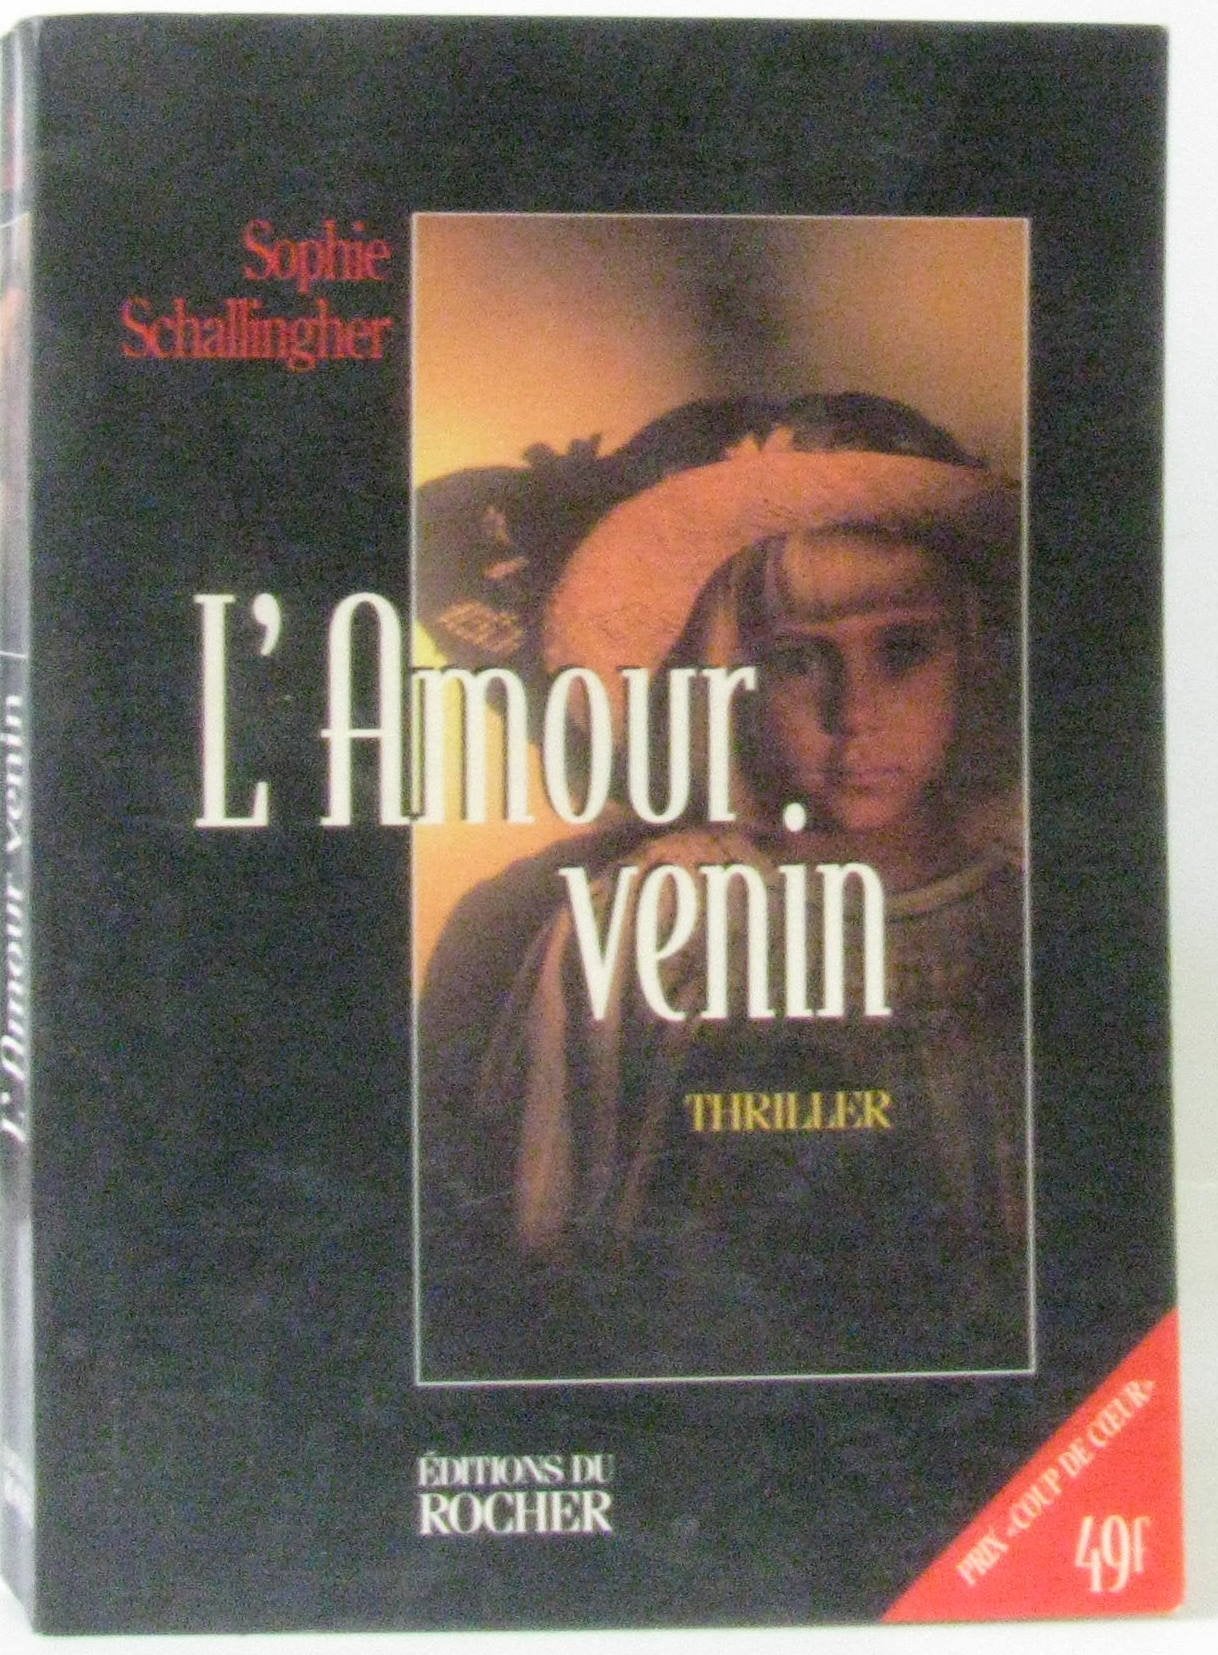 Sophie
Schallingher
L'Amour
venin
THRILLER
ÉDITIONS DU
ROCHER
PRIX «COUP DE CŒUR»
49F
L'Amour venin